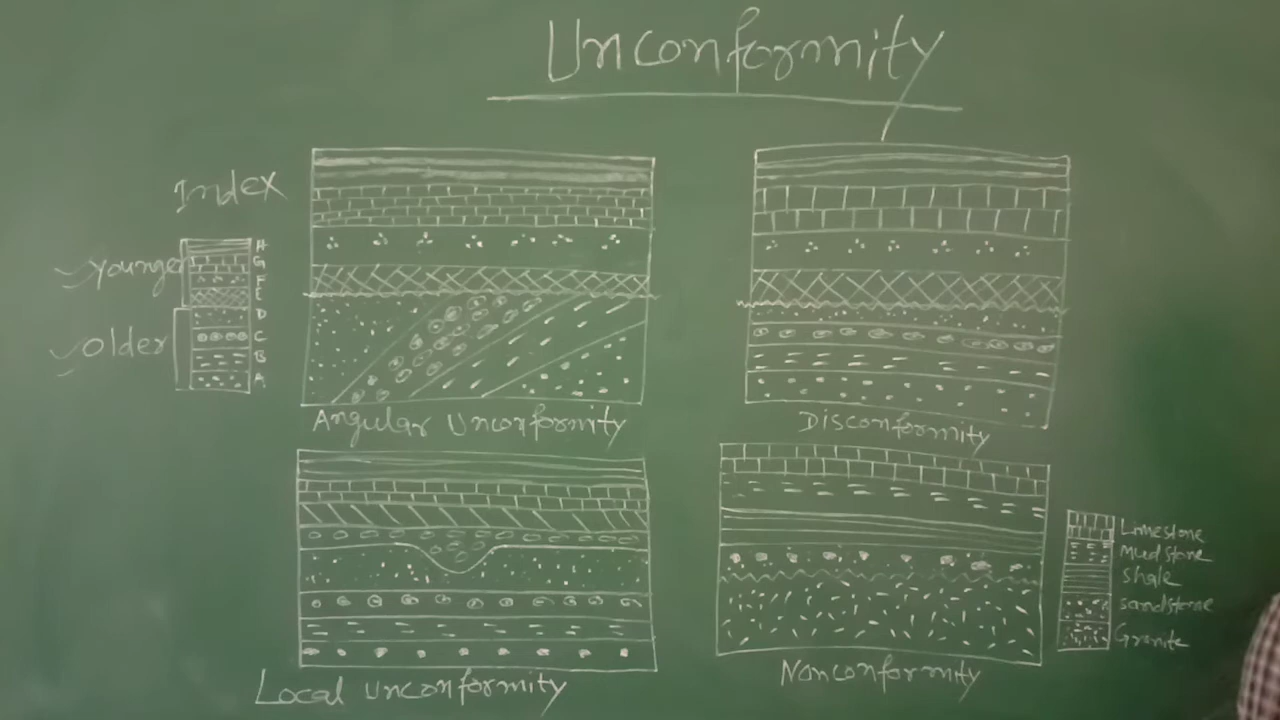 Unconformity
Index
younger
older
H
G
F
E
D
C
B
A
Angular Unconformity
Disconformity
Local unconformity
Nonconformity
Limestone
Mudstone
shale
sandstone
Granite